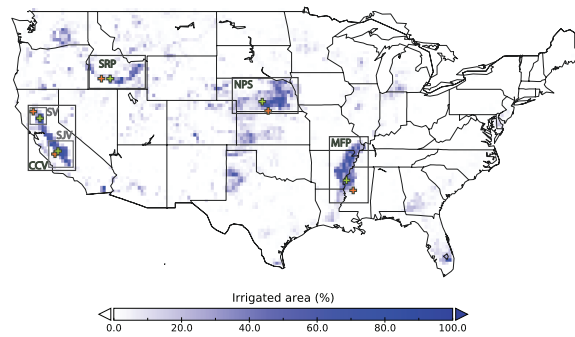 SRP
NPS
SV
SJV
CCV
MFP
Irrigated area (%)
0.0 20.0 40.0 60.0 80.0 100.0